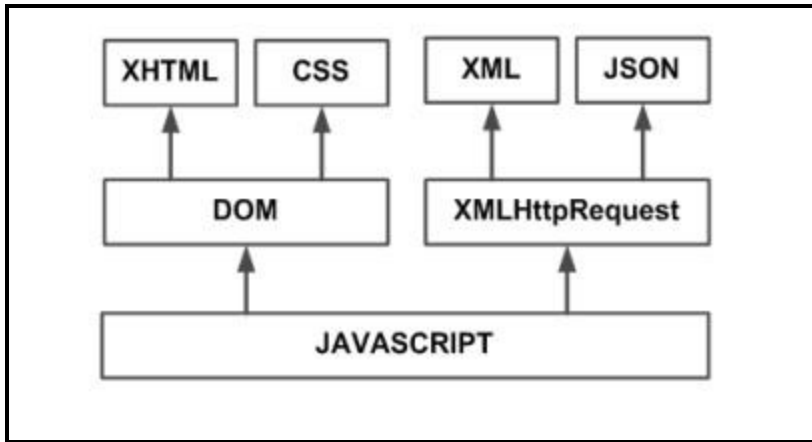 XHTML
CSS
XML
JSON
DOM
XMLHttpRequest
JAVASCRIPT